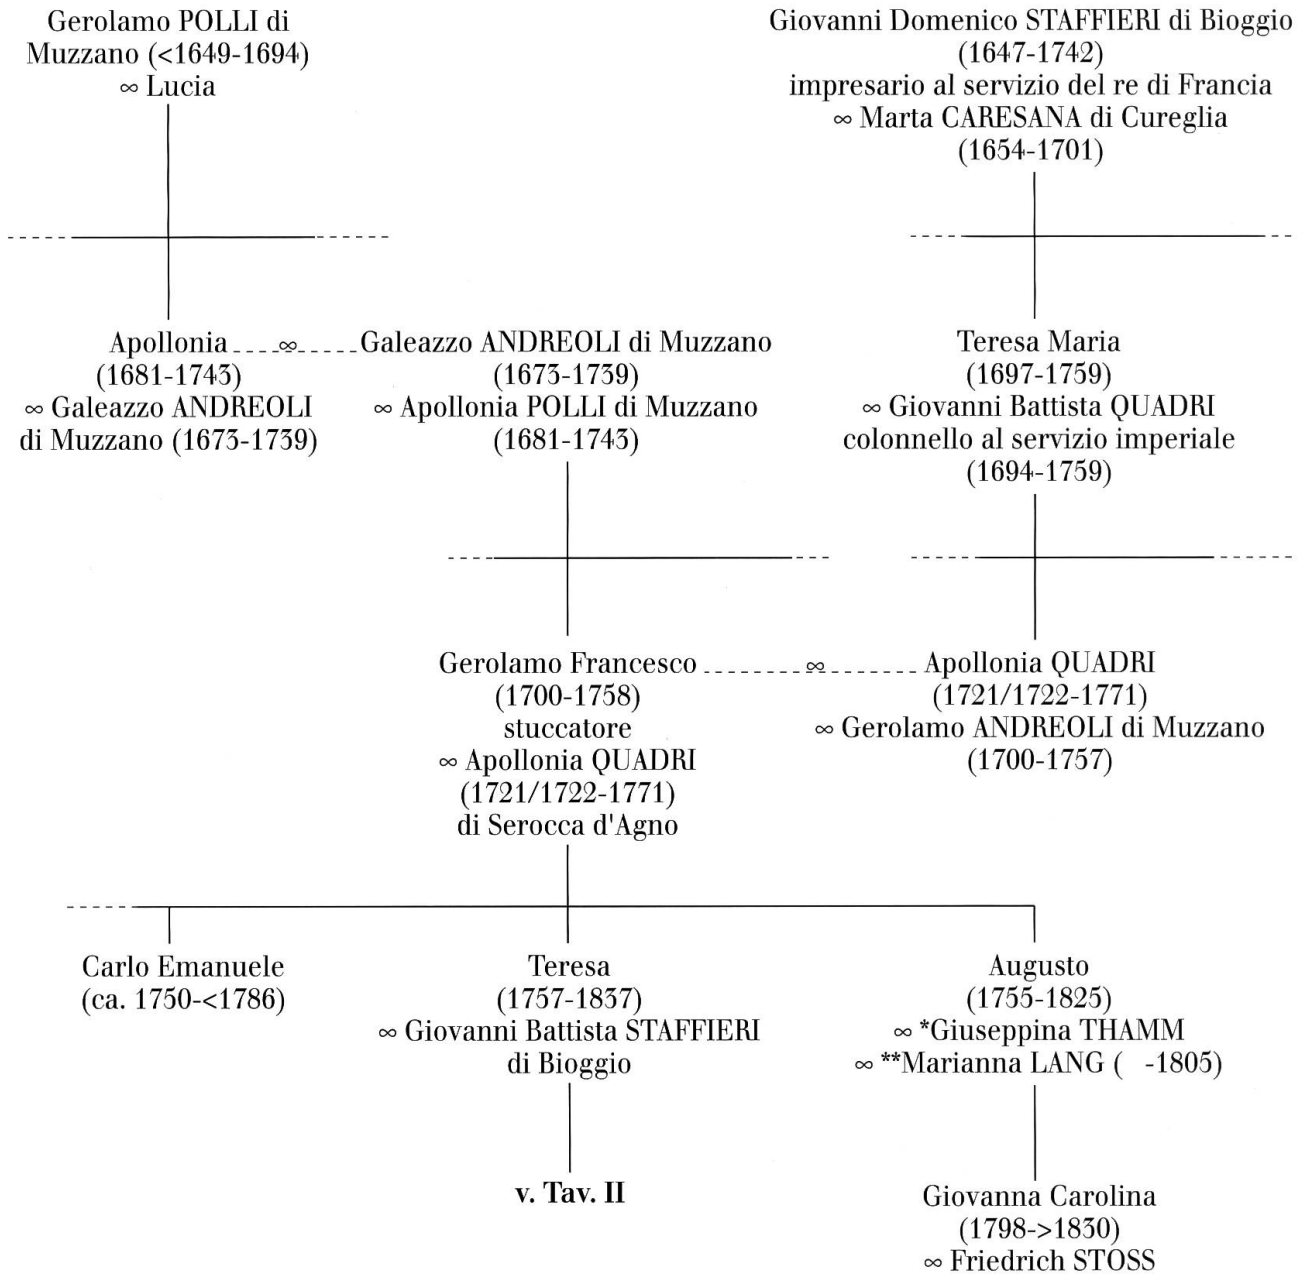 Gerolamo POLLI di
Muzzano (<1649-1694)
∞ Lucia
Giovanni Domenico STAFFIERI di Bioggio
(1647-1742)
impresario al servizio del re di Francia
∞ Marta CARESANA di Cureglia
(1654-1701)
Apollonia
(1681-1743)
∞ Galeazzo ANDREOLI
di Muzzano (1673-1739)
∞
Galeazzo ANDREOLI di Muzzano
(1673-1739)
∞ Apollonia POLLI di Muzzano
(1681-1743)
Teresa Maria
(1697-1759)
∞ Giovanni Battista QUADRI
colonnello al servizio imperiale
(1694-1759)
Gerolamo Francesco
(1700-1758)
stuccatore
∞ Apollonia QUADRI
(1721/1722-1771)
di Serocca d'Agno
∞
Apollonia QUADRI
(1721/1722-1771)
∞ Gerolamo ANDREOLI di Muzzano
(1700-1757)
Carlo Emanuele
(ca. 1750-<1786)
Teresa
(1757-1837)
∞ Giovanni Battista STAFFIERI
di Bioggio
v. Tav. II
Augusto
(1755-1825)
∞ *Giuseppina THAMM
∞ **Marianna LANG (   -1805)
Giovanna Carolina
(1798->1830)
∞ Friedrich STOSS